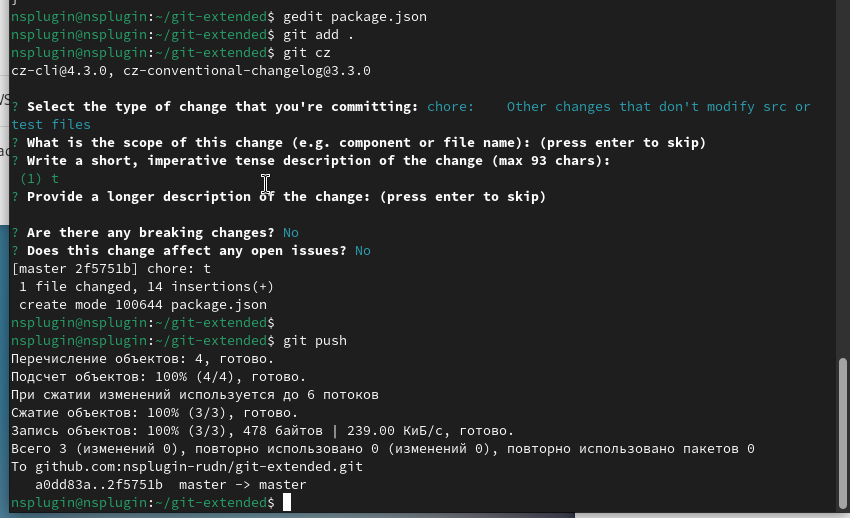 nsplugin@nsplugin:~/git-extended$ gedit package.json
nsplugin@nsplugin:~/git-extended$ git add .
nsplugin@nsplugin:~/git-extended$ git cz
cz-cli@4.3.0, cz-conventional-changelog@3.3.0
? Select the type of change that you're committing: chore:    Other changes that don't modify src or
test files
? What is the scope of this change (e.g. component or file name): (press enter to skip)
? Write a short, imperative tense description of the change (max 93 chars):
 (1) t
? Provide a longer description of the change: (press enter to skip)
? Are there any breaking changes? No
? Does this change affect any open issues? No
[master 2f5751b] chore: t
 1 file changed, 14 insertions(+)
 create mode 100644 package.json
nsplugin@nsplugin:~/git-extended$
nsplugin@nsplugin:~/git-extended$ git push
Перечисление объектов: 4, готово.
Подсчет объектов: 100% (4/4), готово.
При сжатии изменений используется до 6 потоков
Сжатие объектов: 100% (3/3), готово.
Запись объектов: 100% (3/3), 478 байтов | 239.00 КиБ/с, готово.
Всего 3 (изменений 0), повторно использовано 0 (изменений 0), повторно использовано пакетов 0
To github.com:nsplugin-rudn/git-extended.git
   a0dd83a..2f5751b  master -> master
nsplugin@nsplugin:~/git-extended$